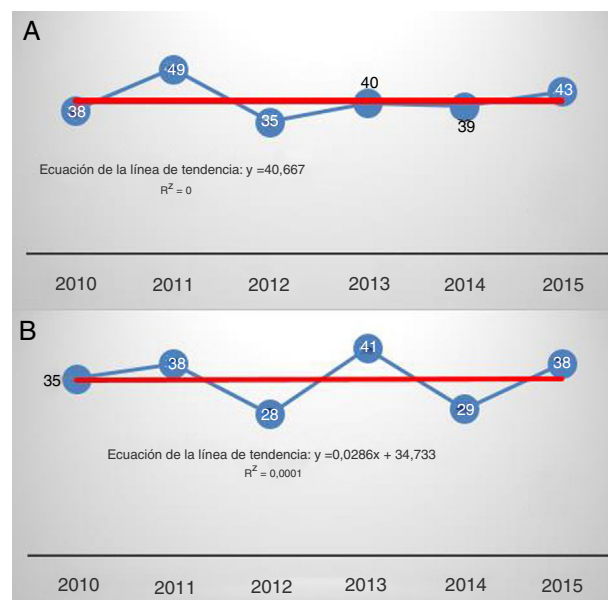 A
38
49
35
40
39
43
Ecuación de la línea de tendencia: y =40,667
R^z = 0
2010 2011 2012 2013 2014 2015
B
35
38
28
41
29
38
Ecuación de la línea de tendencia: y =0,0286x + 34,733
R^z = 0,0001
2010 2011 2012 2013 2014 2015